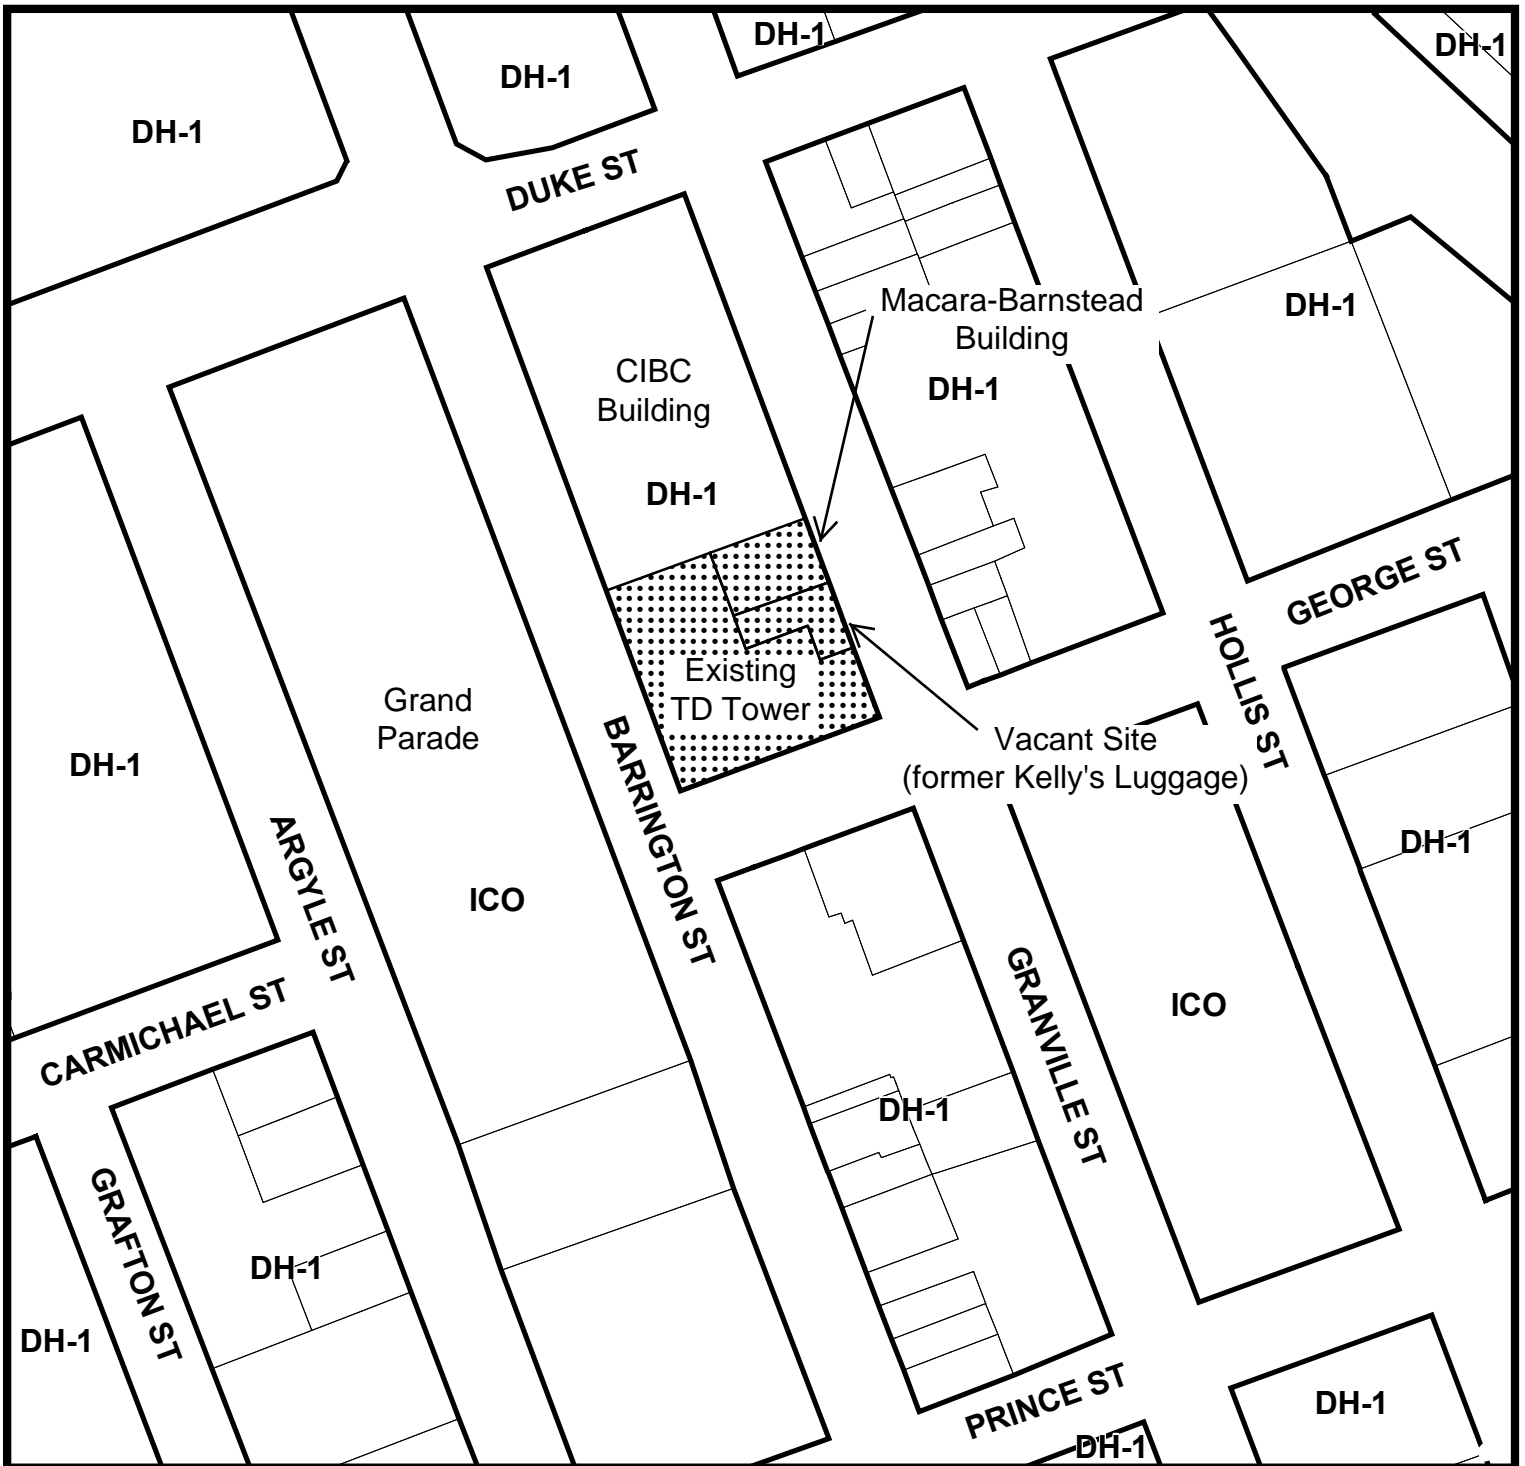 DH-1
DH-1
DH-1
DH-1
DUKE ST
Macara-Barnstead
Building
DH-1
CIBC
Building
DH-1
DH-1
GEORGE ST
HOLLIS ST
Existing
TD Tower
Grand
Parade
Vacant Site
(former Kelly's Luggage)
DH-1
BARRINGTON ST
ARGYLE ST
DH-1
ICO
GRANVILLE ST
ICO
CARMICHAEL ST
DH-1
GRAFTON ST
DH-1
DH-1
PRINCE ST
DH-1
DH-1